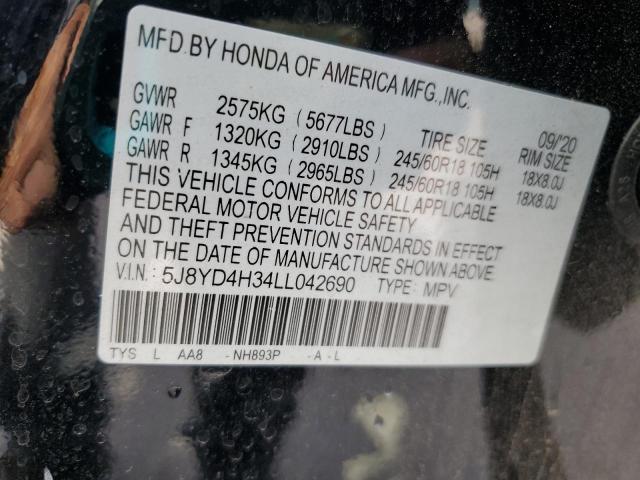 MFD. BY HONDA OF AMERICA MFG., INC.
09/'20
GVWR 2575KG (5677LBS) TIRE SIZE RIM SIZE
GAWR F 1320KG (2910LBS) 245/60R18 105H 18X8.0J
GAWR R 1345KG (2965LBS) 245/60R18 105H 18X8.0J
THIS VEHICLE CONFORMS TO ALL APPLICABLE
FEDERAL MOTOR VEHICLE SAFETY
AND THEFT PREVENTION STANDARDS IN EFFECT
ON THE DATE OF MANUFACTURE SHOWN ABOVE.
V.I.N.: 5J8YD4H34LL042690 TYPE: MPV
TYS L AA8 - NH893P - A - L